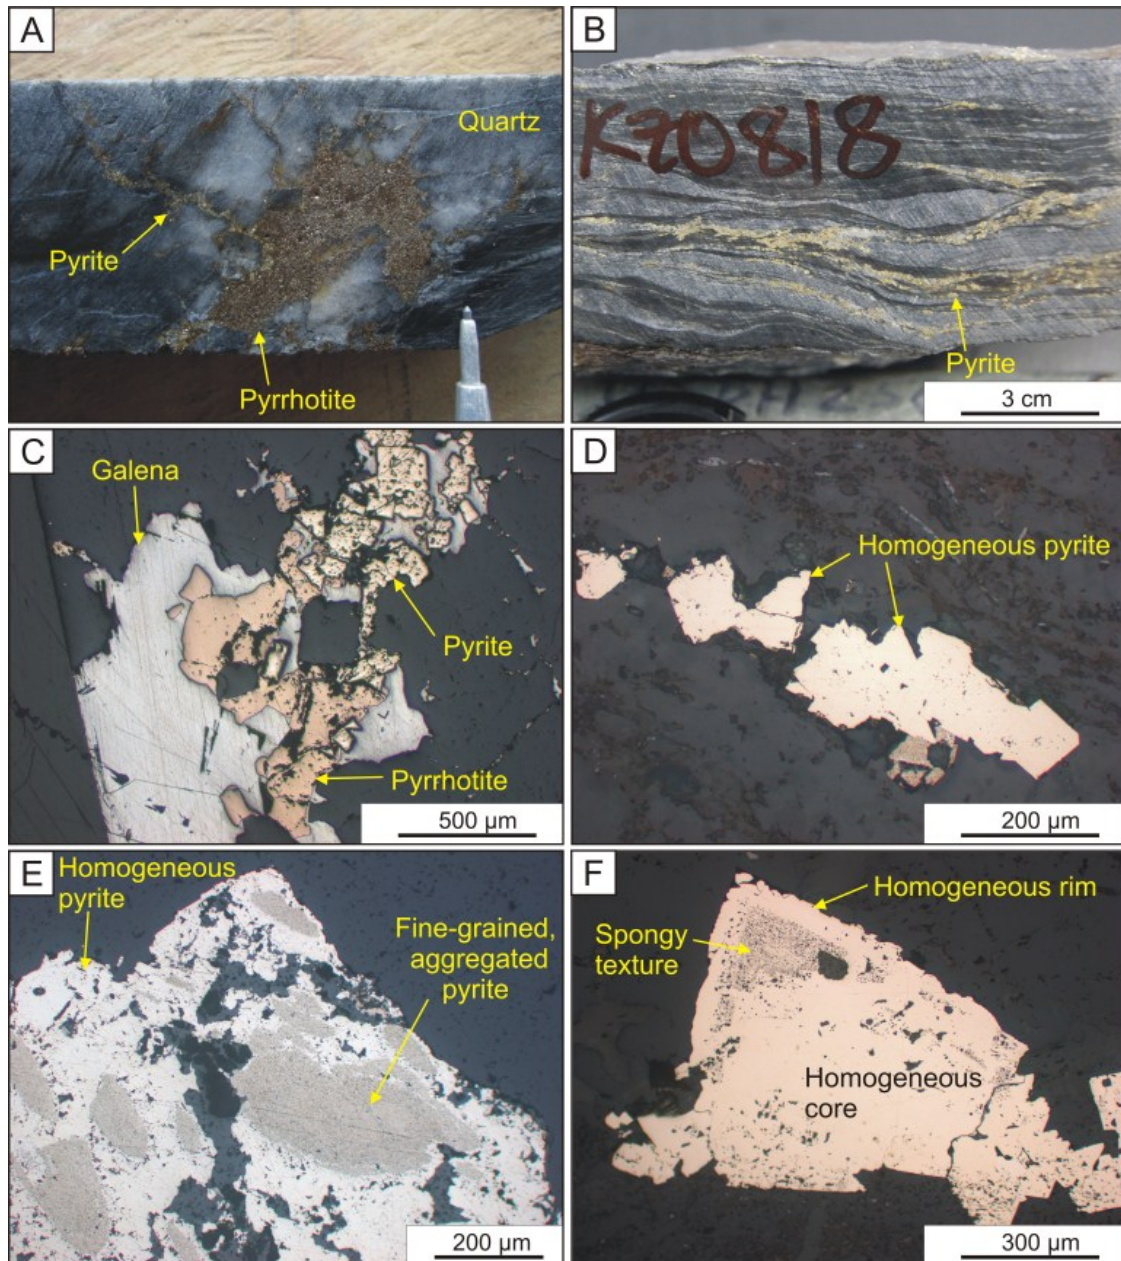 A
Quartz
Pyrite
Pyrrhotite
B
KZ0818
Pyrite
3 cm
C
Galena
Pyrite
Pyrrhotite
500 µm
D
Homogeneous pyrite
200 µm
E
Homogeneous
pyrite
Fine-grained,
aggregated
pyrite
200 µm
F
Homogeneous rim
Spongy
texture
Homogeneous
core
300 µm